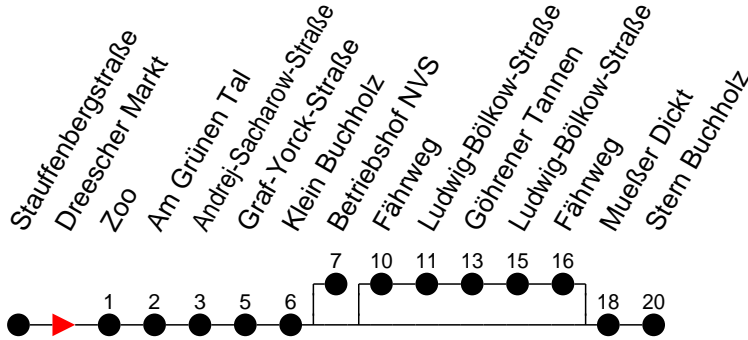 Stauffenbergstraße
Dreescher Markt
Zoo
Am Grünen Tal
Andrej-Sacharow-Straße
Graf-Yorck-Straße
Klein Buchholz
Betriebshof NVS
Fährweg
Ludwig-Bölkow-Straße
Göhrener Tannen
Ludwig-Bölkow-Straße
Fährweg
Mueßer Dickt
Stern Buchholz
7 10 11 13 15 16
1 2 3 5 6 18 20